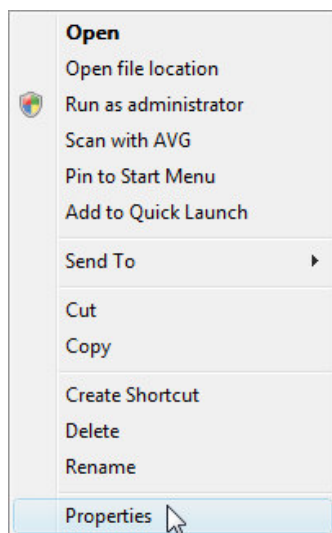 Open
Open file location
Run as administrator
Scan with AVG
Pin to Start Menu
Add to Quick Launch
Send To
Cut
Copy
Create Shortcut
Delete
Rename
Properties